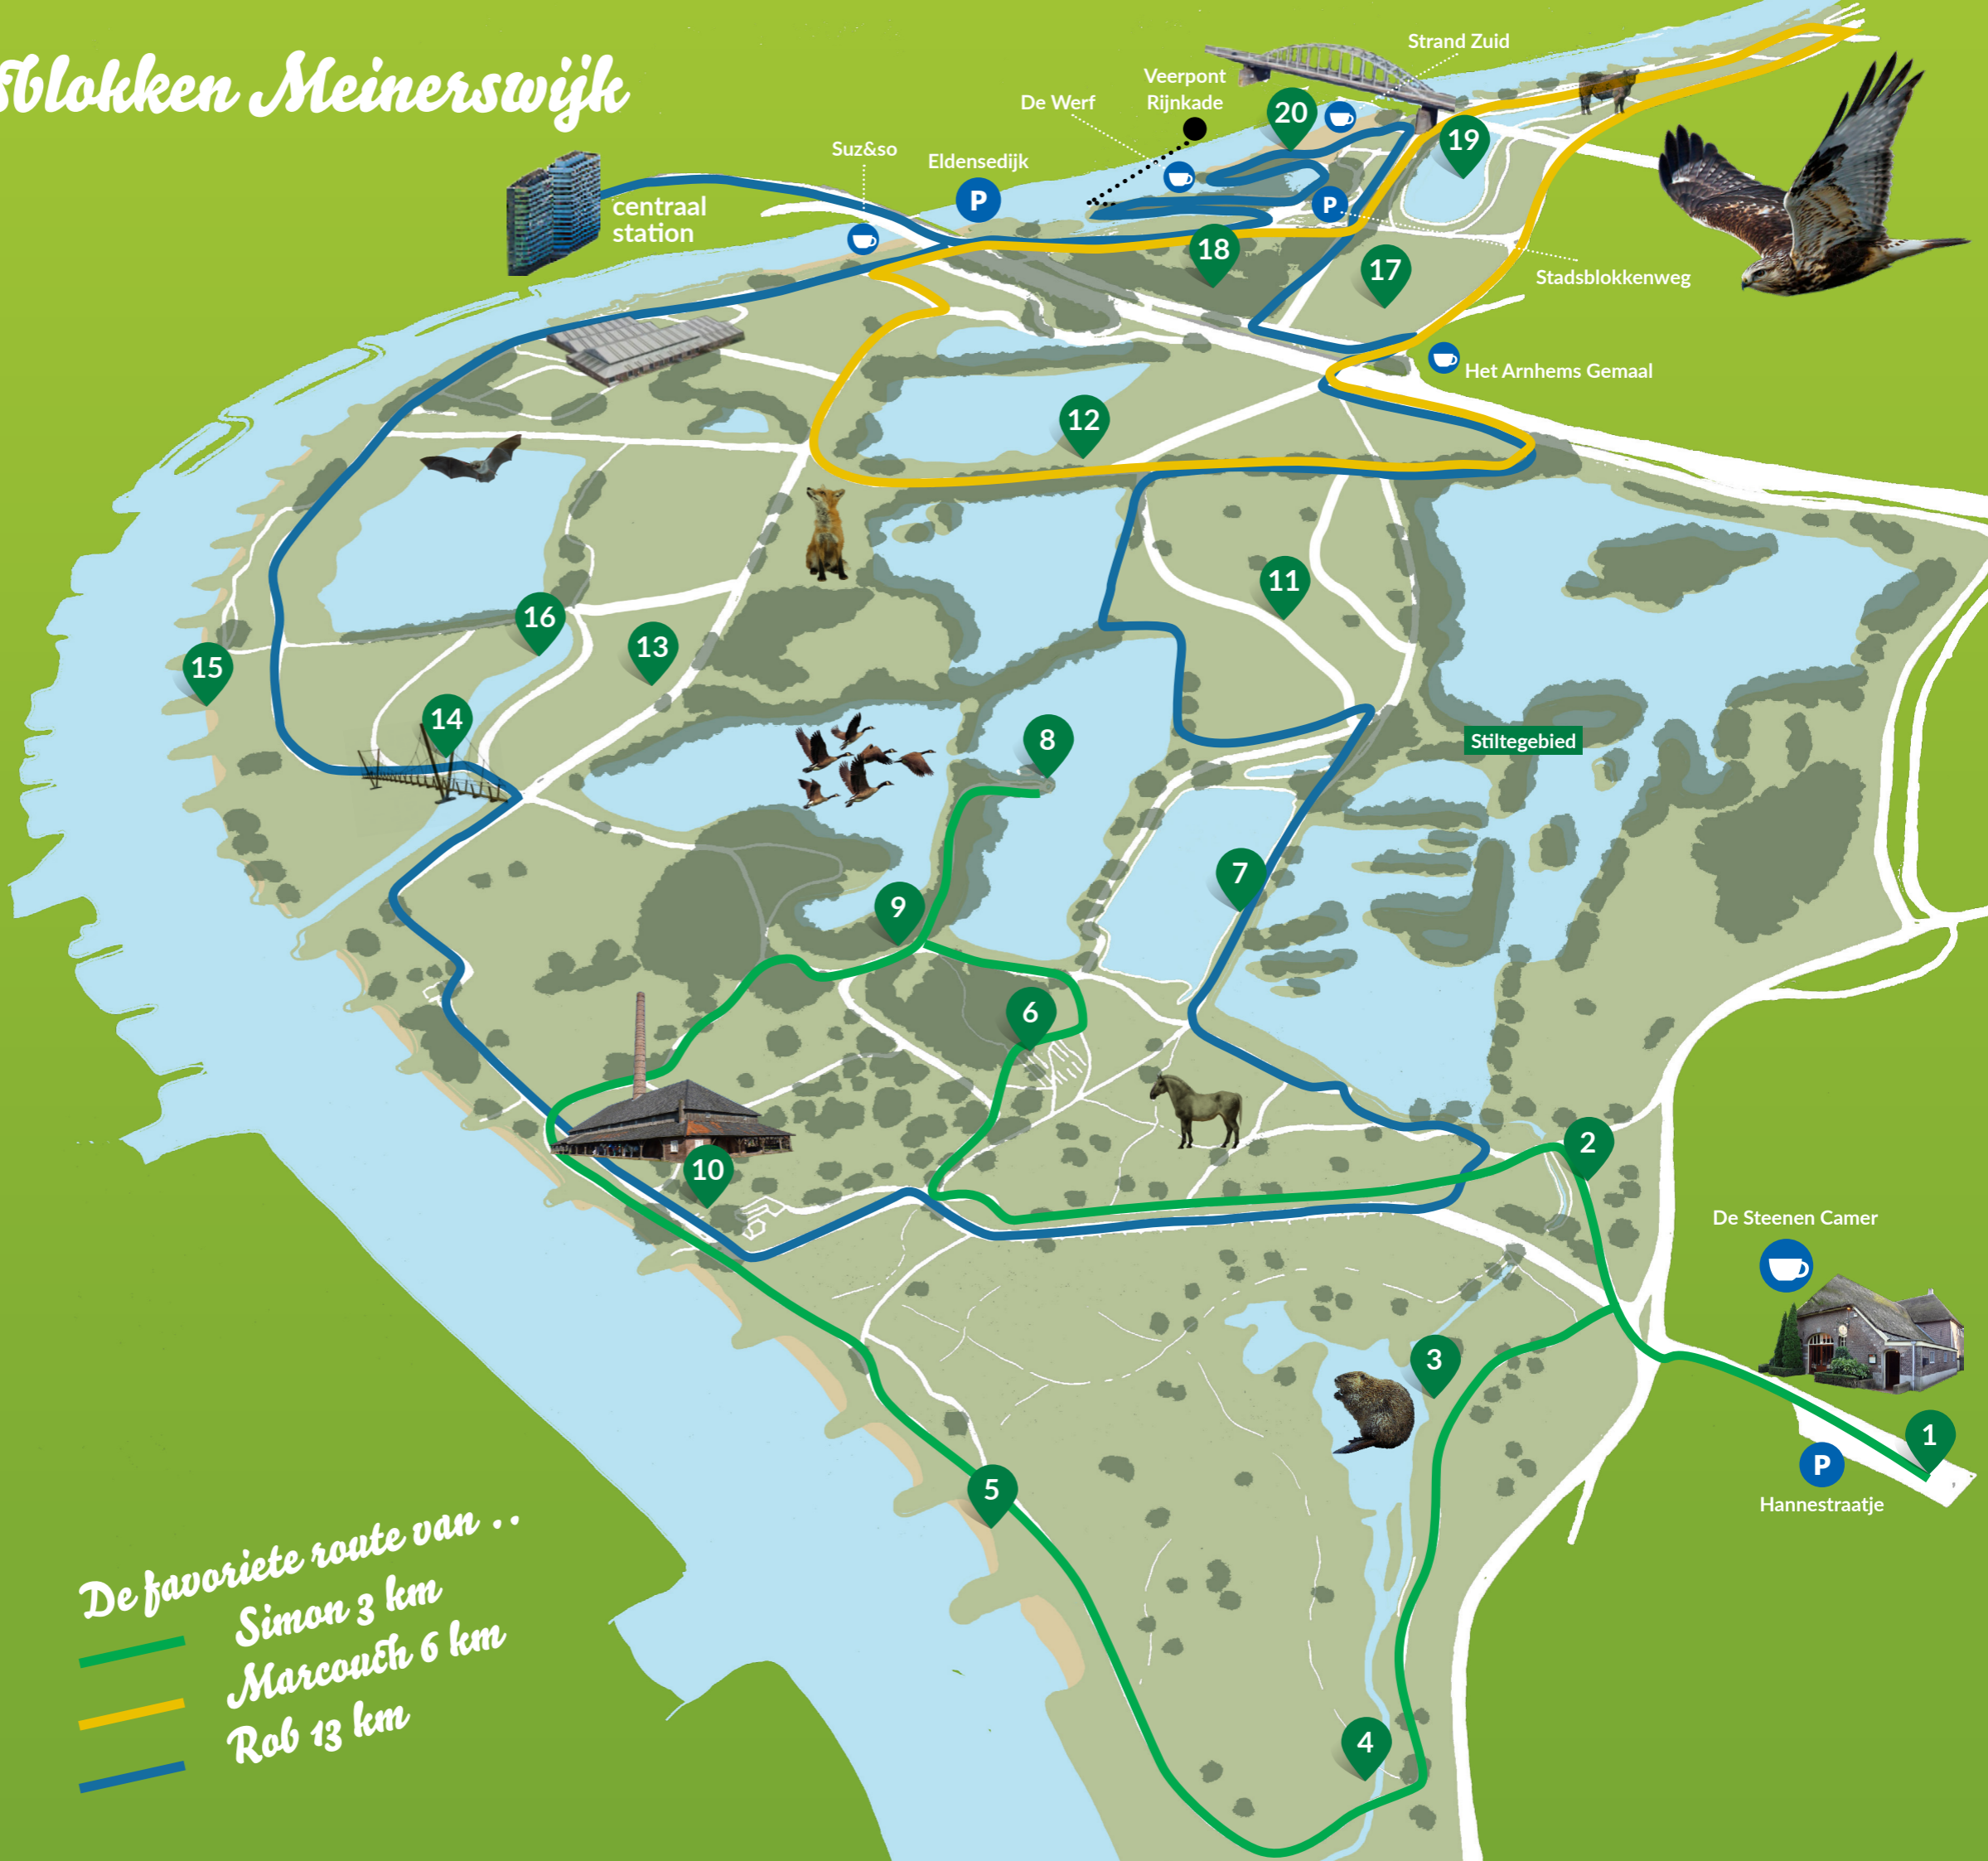 sblokken Meinerswijk
Strand Zuid
Veerpont
Rijnkade
De Werf
20
19
Suz&so
Eldensedijk
P
centraal
station
P
18
17
Stadsblokkenweg
Het Arnhems Gemaal
12
11
16
13
15
14
8
Stiltegebied
7
9
6
2
10
De Steenen Camer
3
1
P
Hannestraatje
5
4
De favoriete route van ..
Simon 3 km
Marcouch 6 km
Rob 13 km